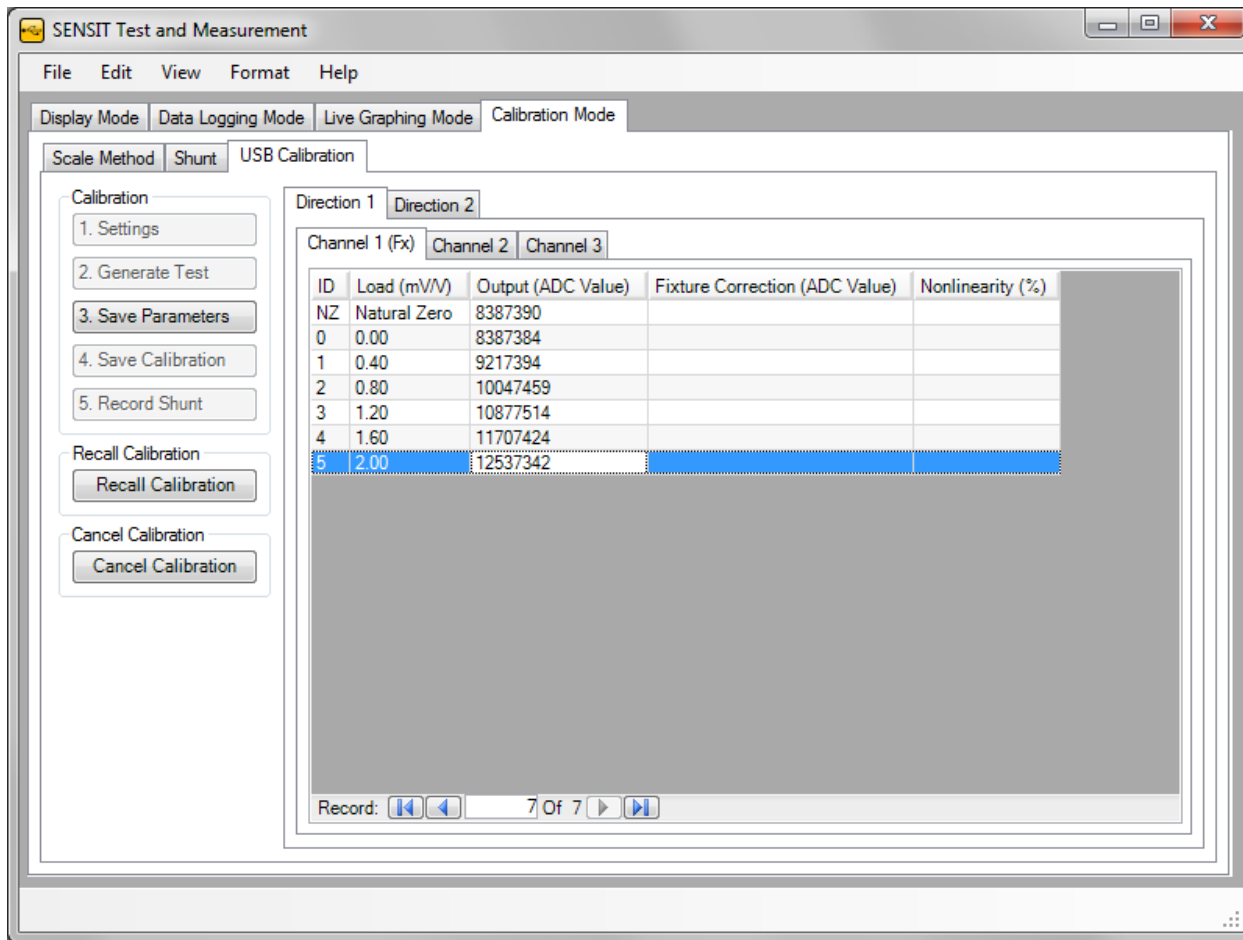 SENSIT Test and Measurement
File Edit View Format Help
Display Mode Data Logging Mode Live Graphing Mode Calibration Mode
Scale Method Shunt USB Calibration
Calibration
1. Settings
2. Generate Test
3. Save Parameters
4. Save Calibration
5. Record Shunt
Recall Calibration
Recall Calibration
Cancel Calibration
Cancel Calibration
Direction 1 Direction 2
Channel 1 (Fx) Channel 2 Channel 3
ID Load (mV/V) Output (ADC Value) Fixture Correction (ADC Value) Nonlinearity (%)
NZ Natural Zero 8387390
0 0.00 8387384
1 0.40 9217394
2 0.80 10047459
3 1.20 10877514
4 1.60 11707424
5 2.00 12537342
Record: 7 Of 7